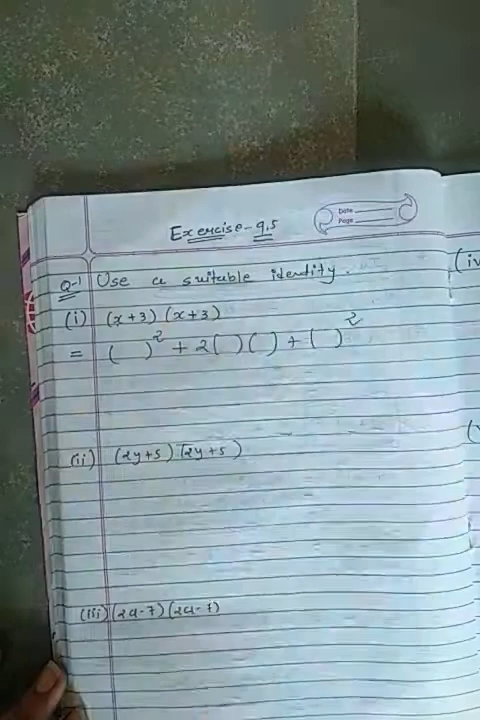 Exercise-9.5
Date
Page
Q-1 Use a suitable identity.
(i) (x+3) (x+3)
= ( )² + 2( )( ) + ( )²
(ii) (2y+5) (2y+5)
(iii) (2a-7) (2a-7)
(iv
(v